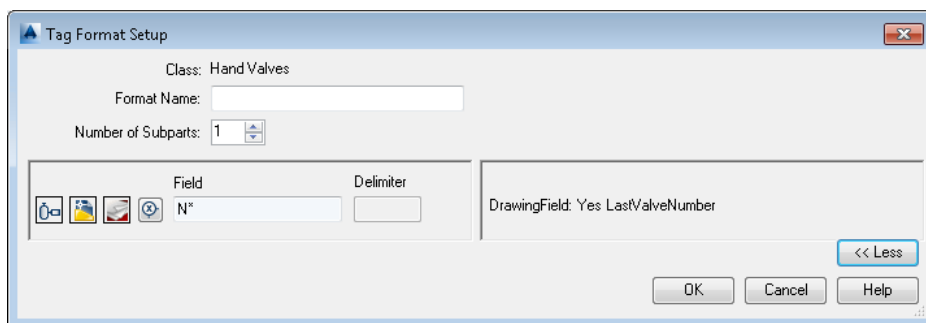 Tag Format Setup
Class: Hand Valves
Format Name:
Number of Subparts: 1
Field Delimiter
N*
DrawingField: Yes LastValveNumber
<< Less
OK Cancel Help